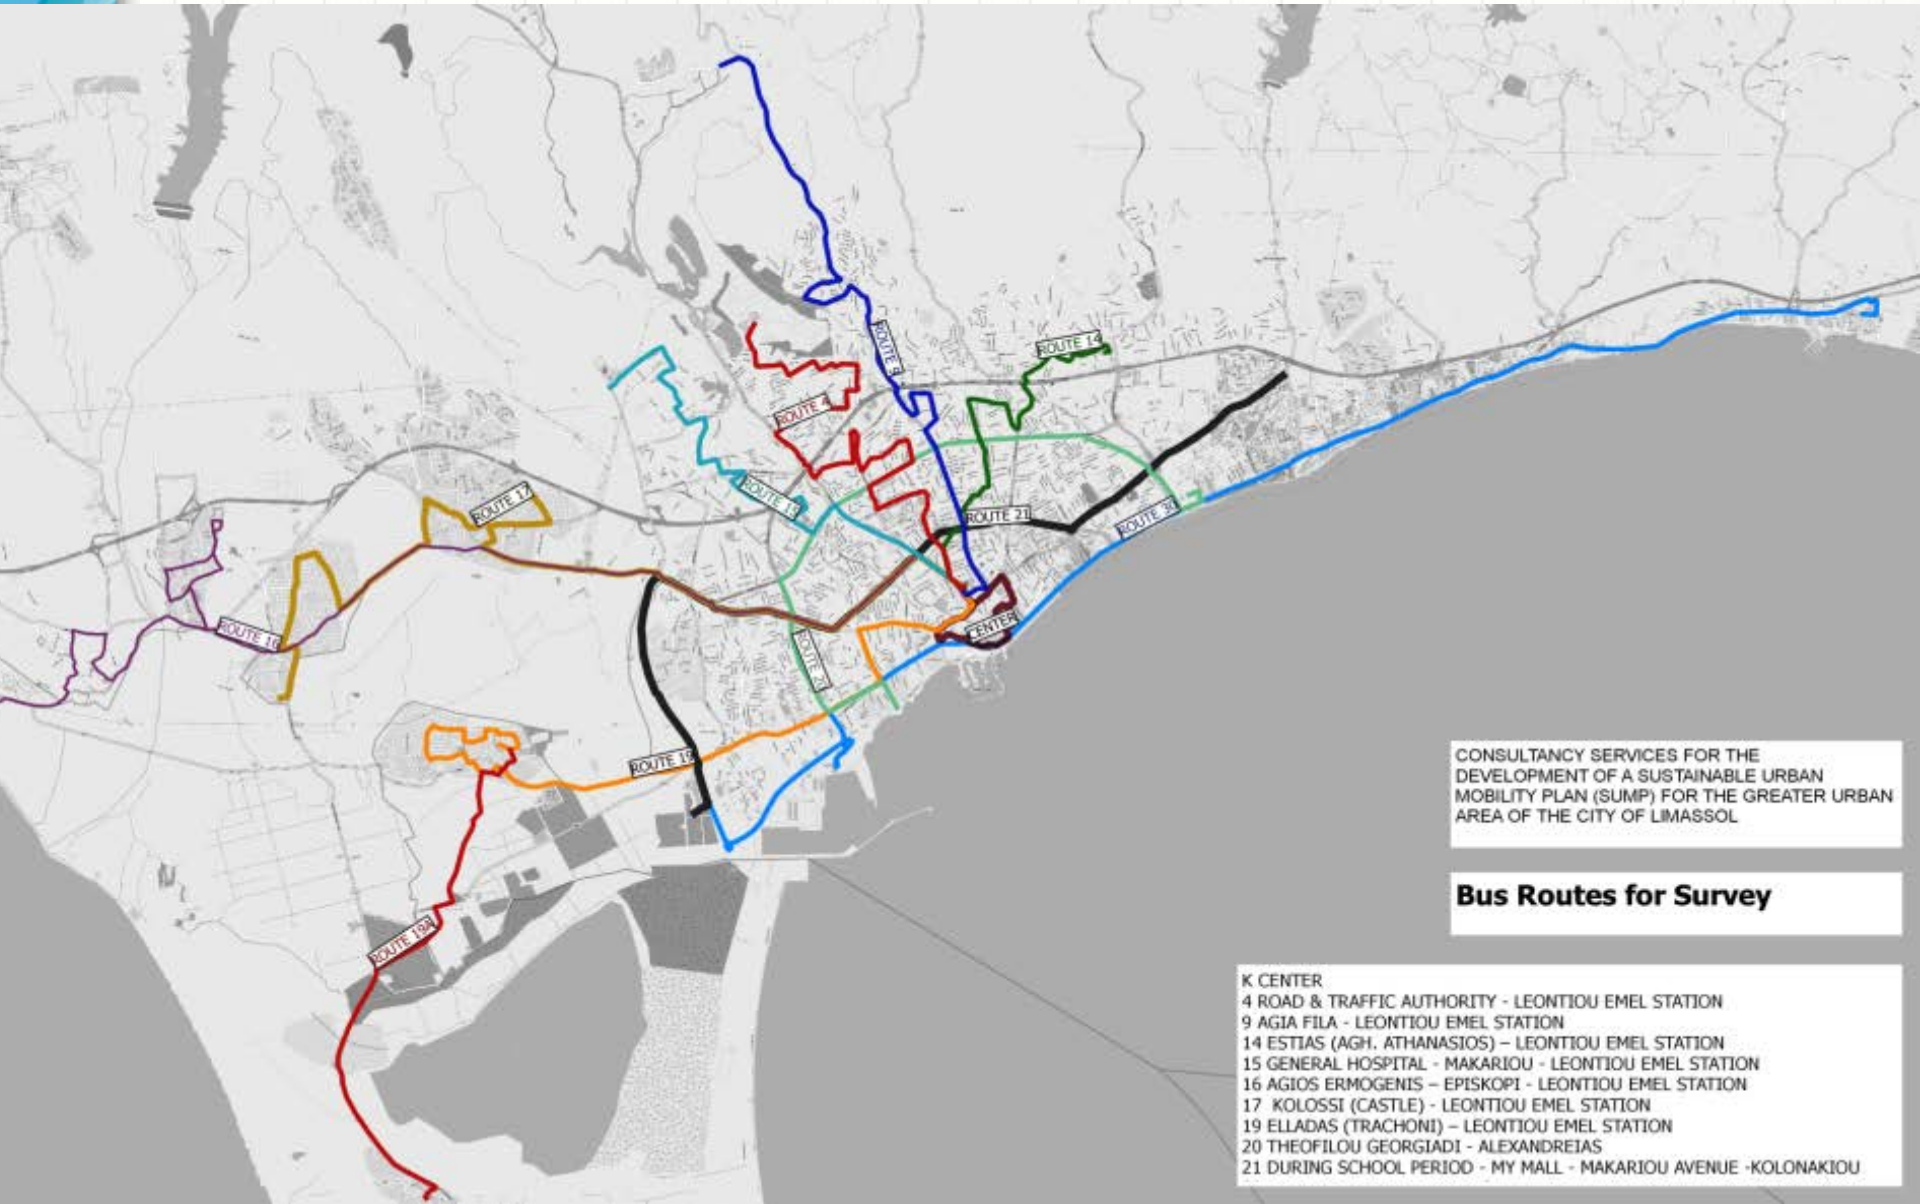 ROUTE 9
ROUTE 14
ROUTE 4
ROUTE 15
ROUTE 17
ROUTE 21
ROUTE 30
ROUTE 16
CENTER
ROUTE 20
ROUTE 19
ROUTE 19A
CONSULTANCY SERVICES FOR THE
DEVELOPMENT OF A SUSTAINABLE URBAN
MOBILITY PLAN (SUMP) FOR THE GREATER URBAN
AREA OF THE CITY OF LIMASSOL
Bus Routes for Survey
K CENTER
4 ROAD & TRAFFIC AUTHORITY - LEONTIOU EMEL STATION
9 AGIA FILA - LEONTIOU EMEL STATION
14 ESTIAS (AGH. ATHANASIOS) – LEONTIOU EMEL STATION
15 GENERAL HOSPITAL - MAKARIOU - LEONTIOU EMEL STATION
16 AGIOS ERMOGENIS – EPISKOPI - LEONTIOU EMEL STATION
17 KOLOSSI (CASTLE) - LEONTIOU EMEL STATION
19 ELLADAS (TRACHONI) – LEONTIOU EMEL STATION
20 THEOFILOU GEORGIADI - ALEXANDREIAS
21 DURING SCHOOL PERIOD - MY MALL - MAKARIOU AVENUE -KOLONAKIOU